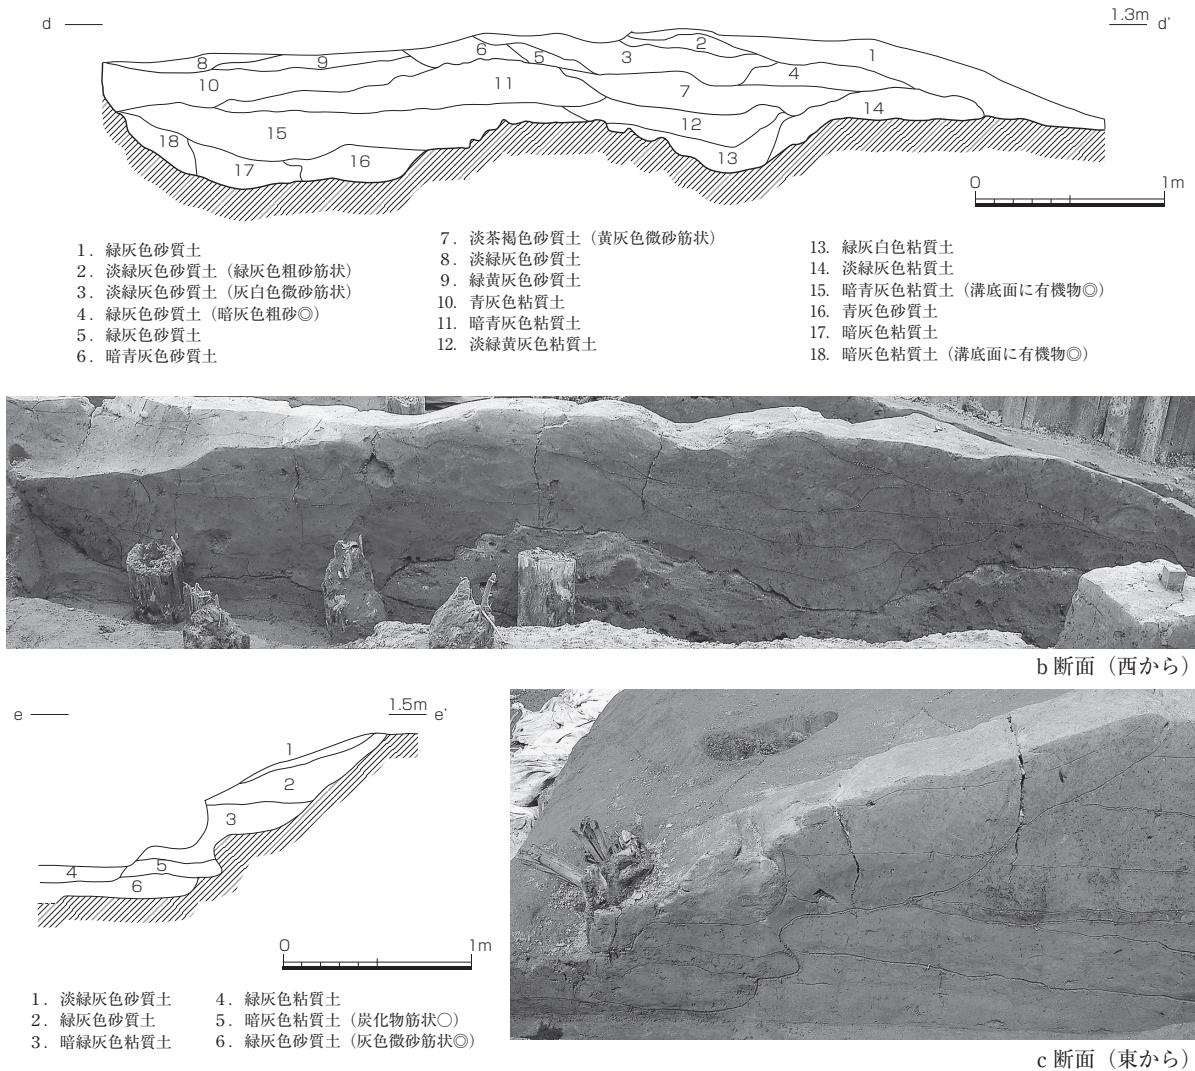 d
1.3m
d'
1
2
3
4
5
6
7
8
9
10
11
12
13
14
15
16
17
18
0
1m
1. 緑灰色砂質土
2. 淡緑灰色砂質土（緑灰色粗砂筋状）
3. 淡緑灰色砂質土（灰白色微砂筋状）
4. 緑灰色砂質土（暗灰色粗砂◎）
5. 緑灰色砂質土
6. 暗青灰色砂質土
7. 淡茶褐色砂質土（黄灰色微砂筋状）
8. 淡緑灰色砂質土
9. 緑黄灰色砂質土
10. 青灰色粘質土
11. 暗青灰色粘質土
12. 淡緑黄灰色粘質土
13. 緑灰白色粘質土
14. 淡緑灰色粘質土
15. 暗青灰色粘質土（溝底面に有機物◎）
16. 青灰色砂質土
17. 暗灰色粘質土
18. 暗灰色粘質土（溝底面に有機物◎）
b 断面（西から）
e
1.5m
e'
1
2
3
4
5
6
0
1m
1. 淡緑灰色砂質土
2. 緑灰色砂質土
3. 暗緑灰色粘質土
4. 緑灰色粘質土
5. 暗灰色粘質土（炭化物筋状○）
6. 緑灰色砂質土（灰色微砂筋状◎）
c 断面（東から）